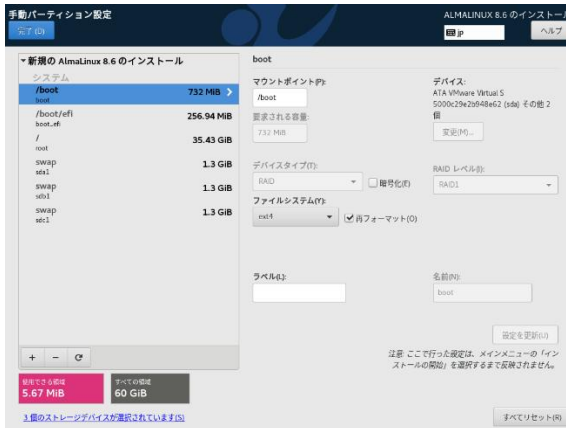 手動パーティション設定
ALMALINUX 8.6 のインストール
完了(D)
jp
ヘルプ
新規の AlmaLinux 8.6 のインストール
システム
/boot
boot
732 MiB
/boot/efi
boot_efi
256.94 MiB
/
root
35.43 GiB
swap
sda1
1.3 GiB
swap
sdb1
1.3 GiB
swap
sdc1
1.3 GiB
+ − 
使用できる領域
5.67 MiB
すべての領域
60 GiB
3 個のストレージデバイスが選択されています(S)
boot
マウントポイント(P):
/boot
要求される容量:
732 MiB
デバイス:
ATA VMware Virtual S
5000c29e2b948e62 (sda) その他 2
個
変更(M)...
デバイスタイプ(T):
RAID
暗号化(E)
RAID レベル(I):
RAID1
ファイルシステム(Y):
ext4
再フォーマット(O)
ラベル(L):
名前(N):
boot
設定を更新(U)
注意: ここで行った設定は、メインメニューの「イン
ストールの開始」を選択するまで反映されません。
すべてリセット(R)